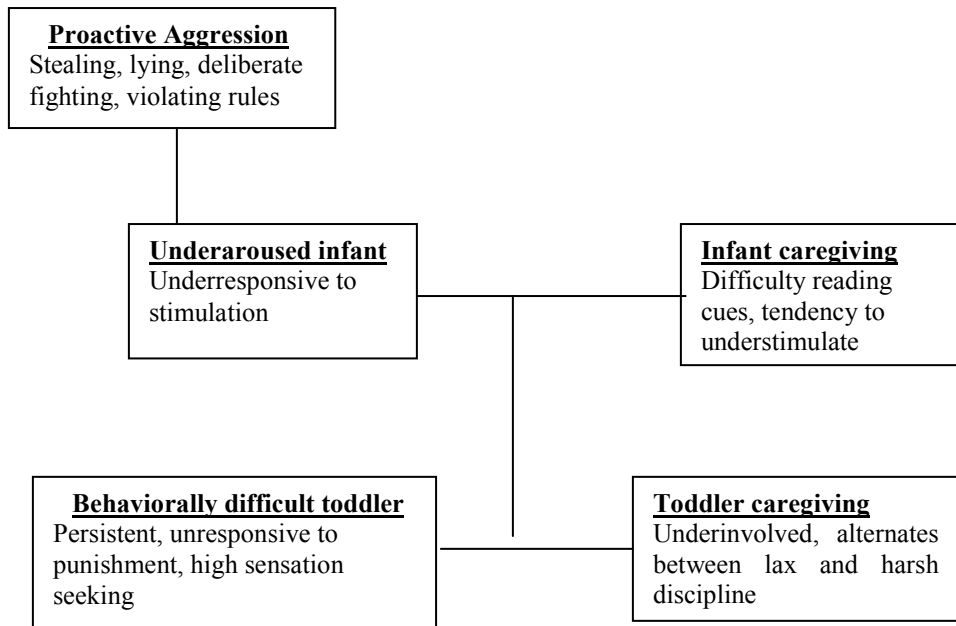 Proactive Aggression
Stealing, lying, deliberate
fighting, violating rules
Underaroused infant
Underresponsive to
stimulation
Infant caregiving
Difficulty reading
cues, tendency to
understimulate
Behaviorally difficult toddler
Persistent, unresponsive to
punishment, high sensation
seeking
Toddler caregiving
Underinvolved, alternates
between lax and harsh
discipline